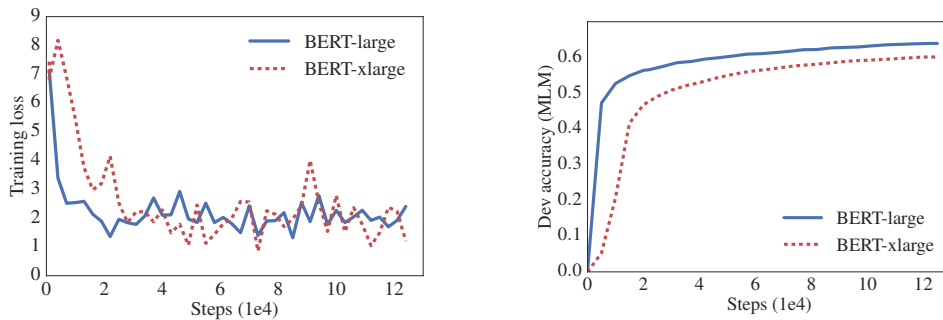 9
8
7
6
5
4
3
2
1
0
Training loss
BERT-large
BERT-xlarge
0 2 4 6 8 10 12
Steps (1e4)
0.6
0.5
0.4
0.3
0.2
0.1
0.0
Dev accuracy (MLM)
BERT-large
BERT-xlarge
0 2 4 6 8 10 12
Steps (1e4)